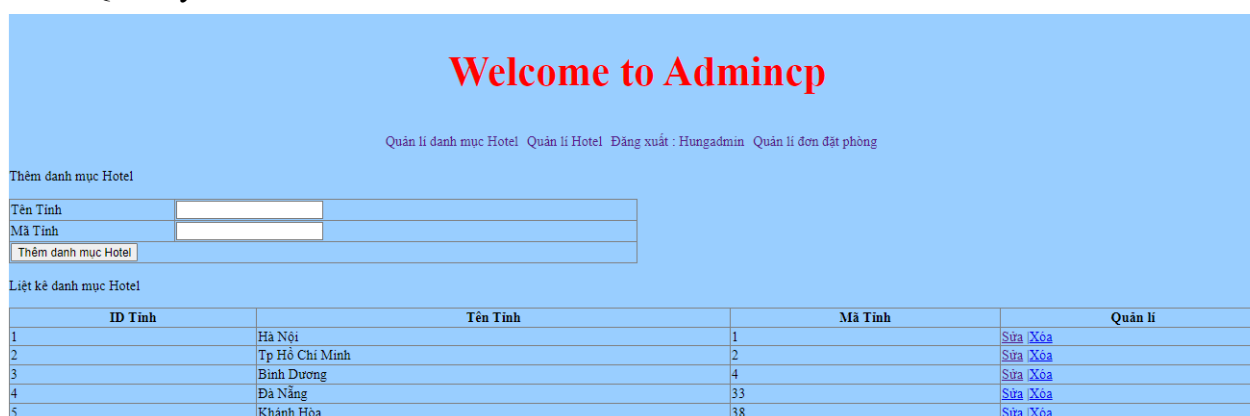 Welcome to Admincp
Quản lí danh mục Hotel Quản lí Hotel Đăng xuất : Hungadmin Quản lí đơn đặt phòng
Thêm danh mục Hotel
Tên Tỉnh
Mã Tỉnh
Thêm danh mục Hotel
Liệt kê danh mục Hotel
ID Tỉnh Tên Tỉnh Mã Tỉnh Quản lí
1 Hà Nội 1 Sửa |Xóa
2 Tp Hồ Chí Minh 2 Sửa |Xóa
3 Bình Dương 4 Sửa |Xóa
4 Đà Nẵng 33 Sửa |Xóa
5 Khánh Hòa 38 Sửa |Xóa